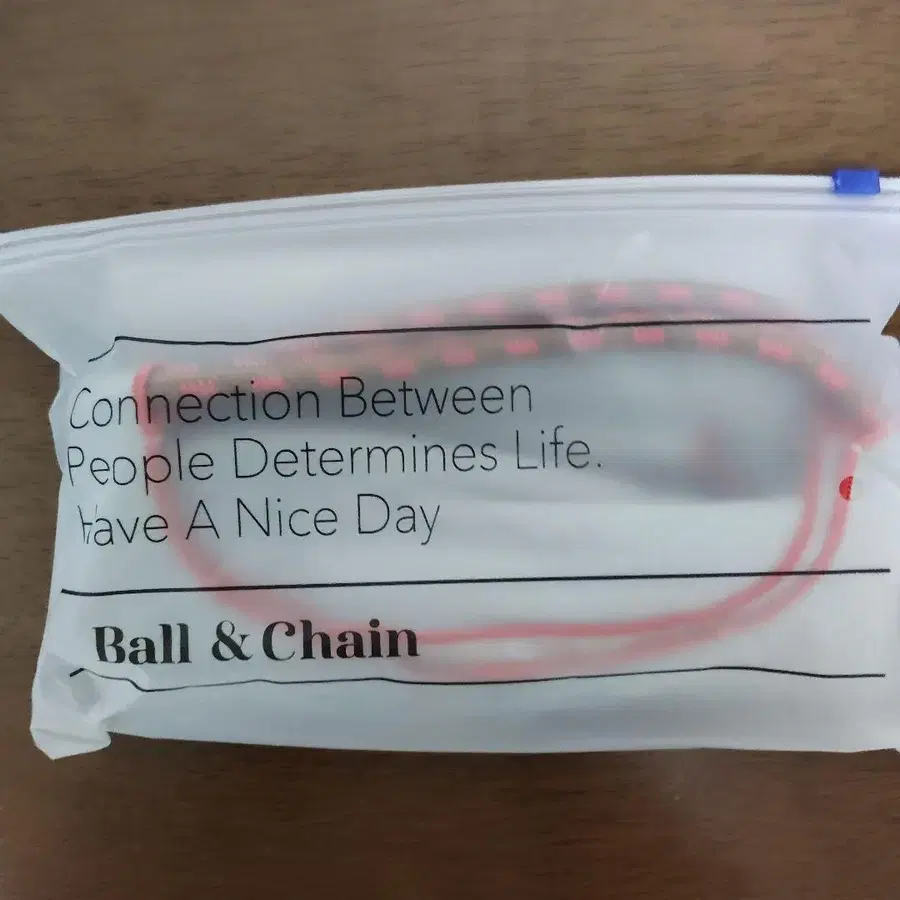 Connection Between
People Determines Life.
Have A Nice Day
Ball & Chain